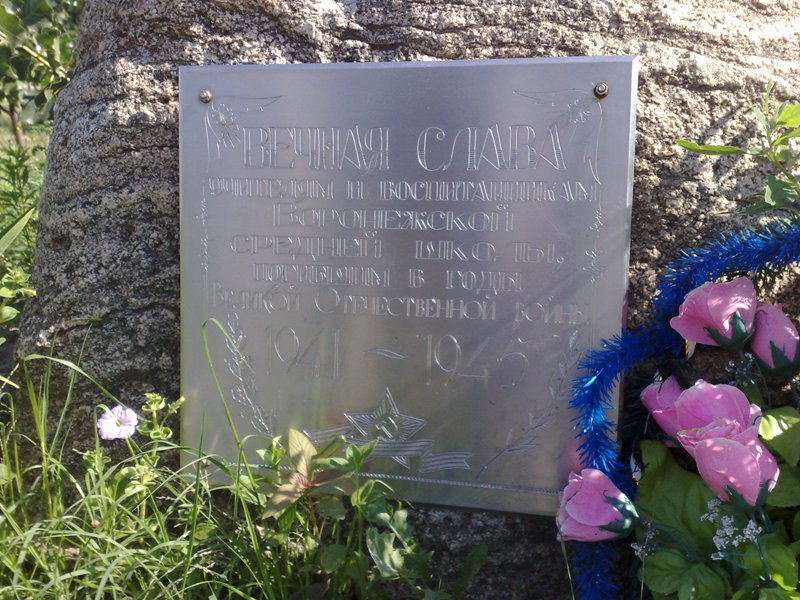 ВЕЧНАЯ СЛАВА
УЧИТЕЛЯМ И ВОСПИТАННИКАМ
ВОРОНЕЖСКОЙ
СРЕДНЕЙ ШКОЛЫ,
ПОГИБШИМ В ГОДЫ
ВЕЛИКОЙ ОТЕЧЕСТВЕННОЙ ВОЙНЫ
1941 ~ 1945